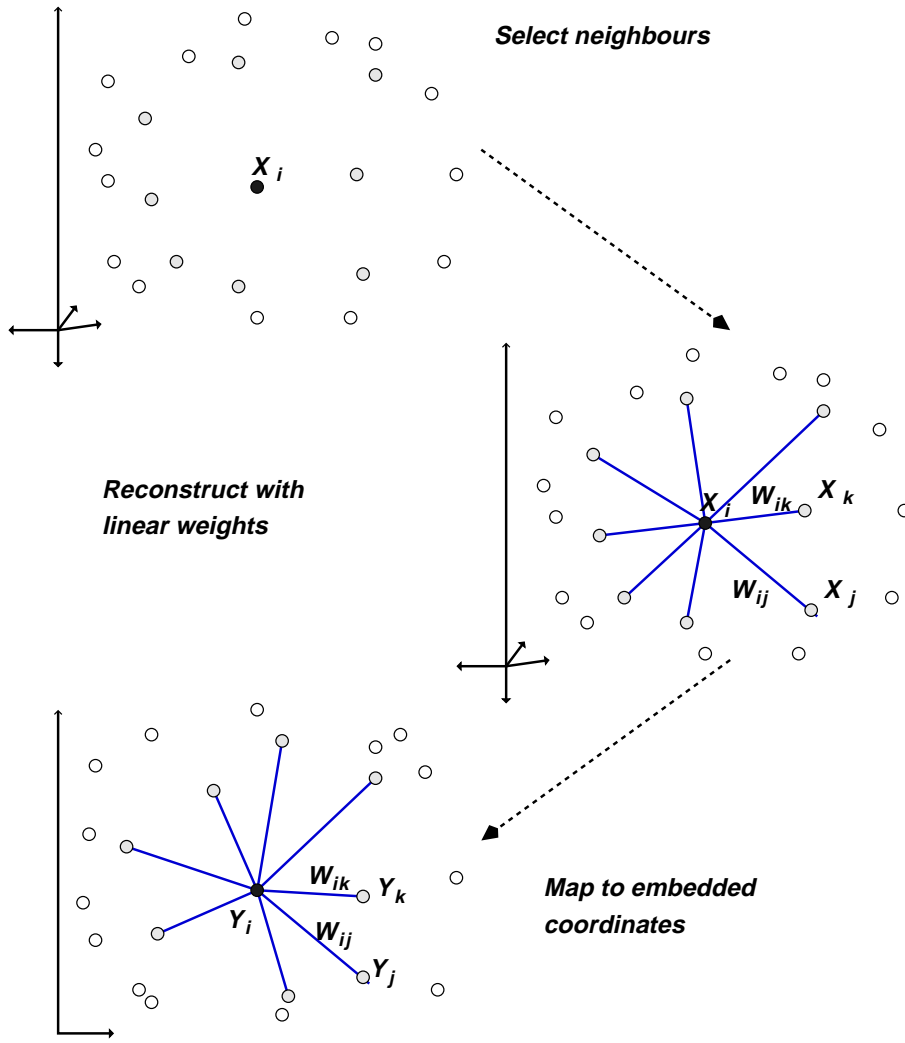 Select neighbours
X i
Reconstruct with
linear weights
X i
W ik
X k
W ij
X j
W ik
Y k
Y i
W ij
Y j
Map to embedded
coordinates